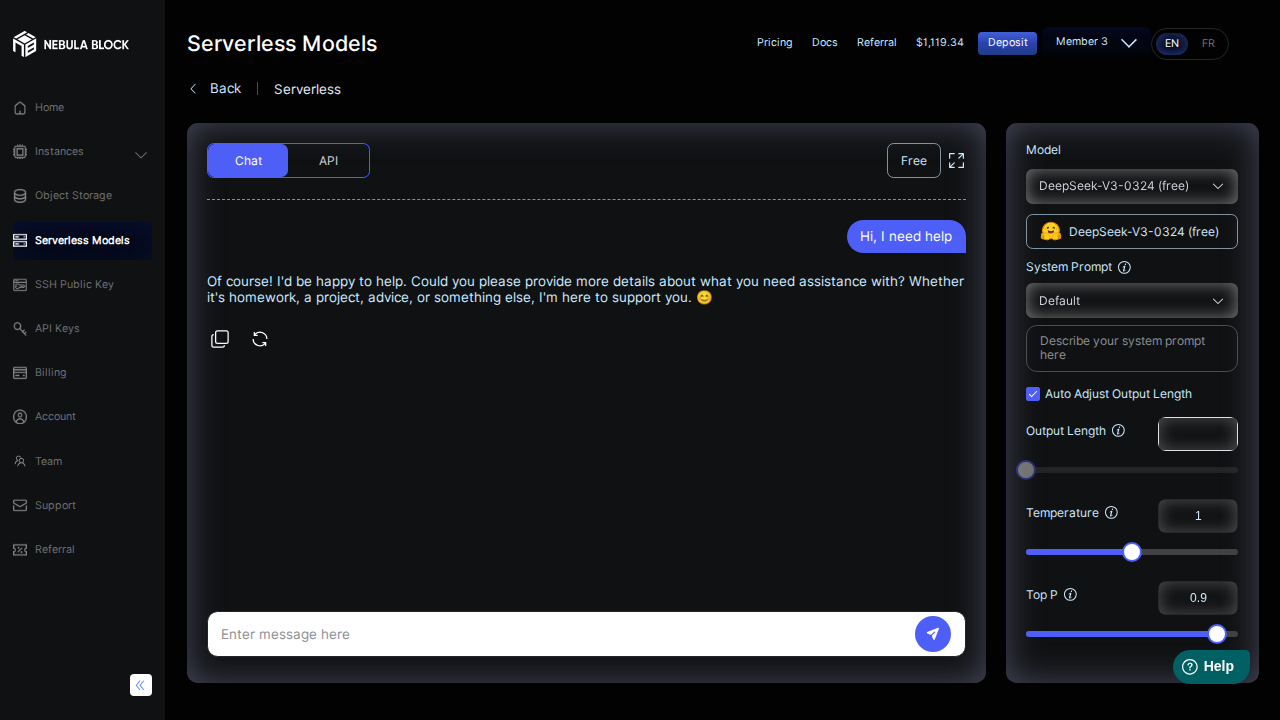 NEBULA BLOCK
Serverless Models
Pricing
Docs
Referral
$1,119.34
Deposit
Member 3
EN
FR
Back
Serverless
Home
Instances
Object Storage
Serverless Models
SSH Public Key
API Keys
Billing
Account
Team
Support
Referral
Chat
API
Free
Hi, I need help
Of course! I'd be happy to help. Could you please provide more details about what you need assistance with? Whether
it's homework, a project, advice, or something else, I'm here to support you. 😊
Enter message here
Model
DeepSeek-V3-0324 (free)
DeepSeek-V3-0324 (free)
System Prompt
Default
Describe your system prompt
here
Auto Adjust Output Length
Output Length
Temperature
1
Top P
0.9
Help